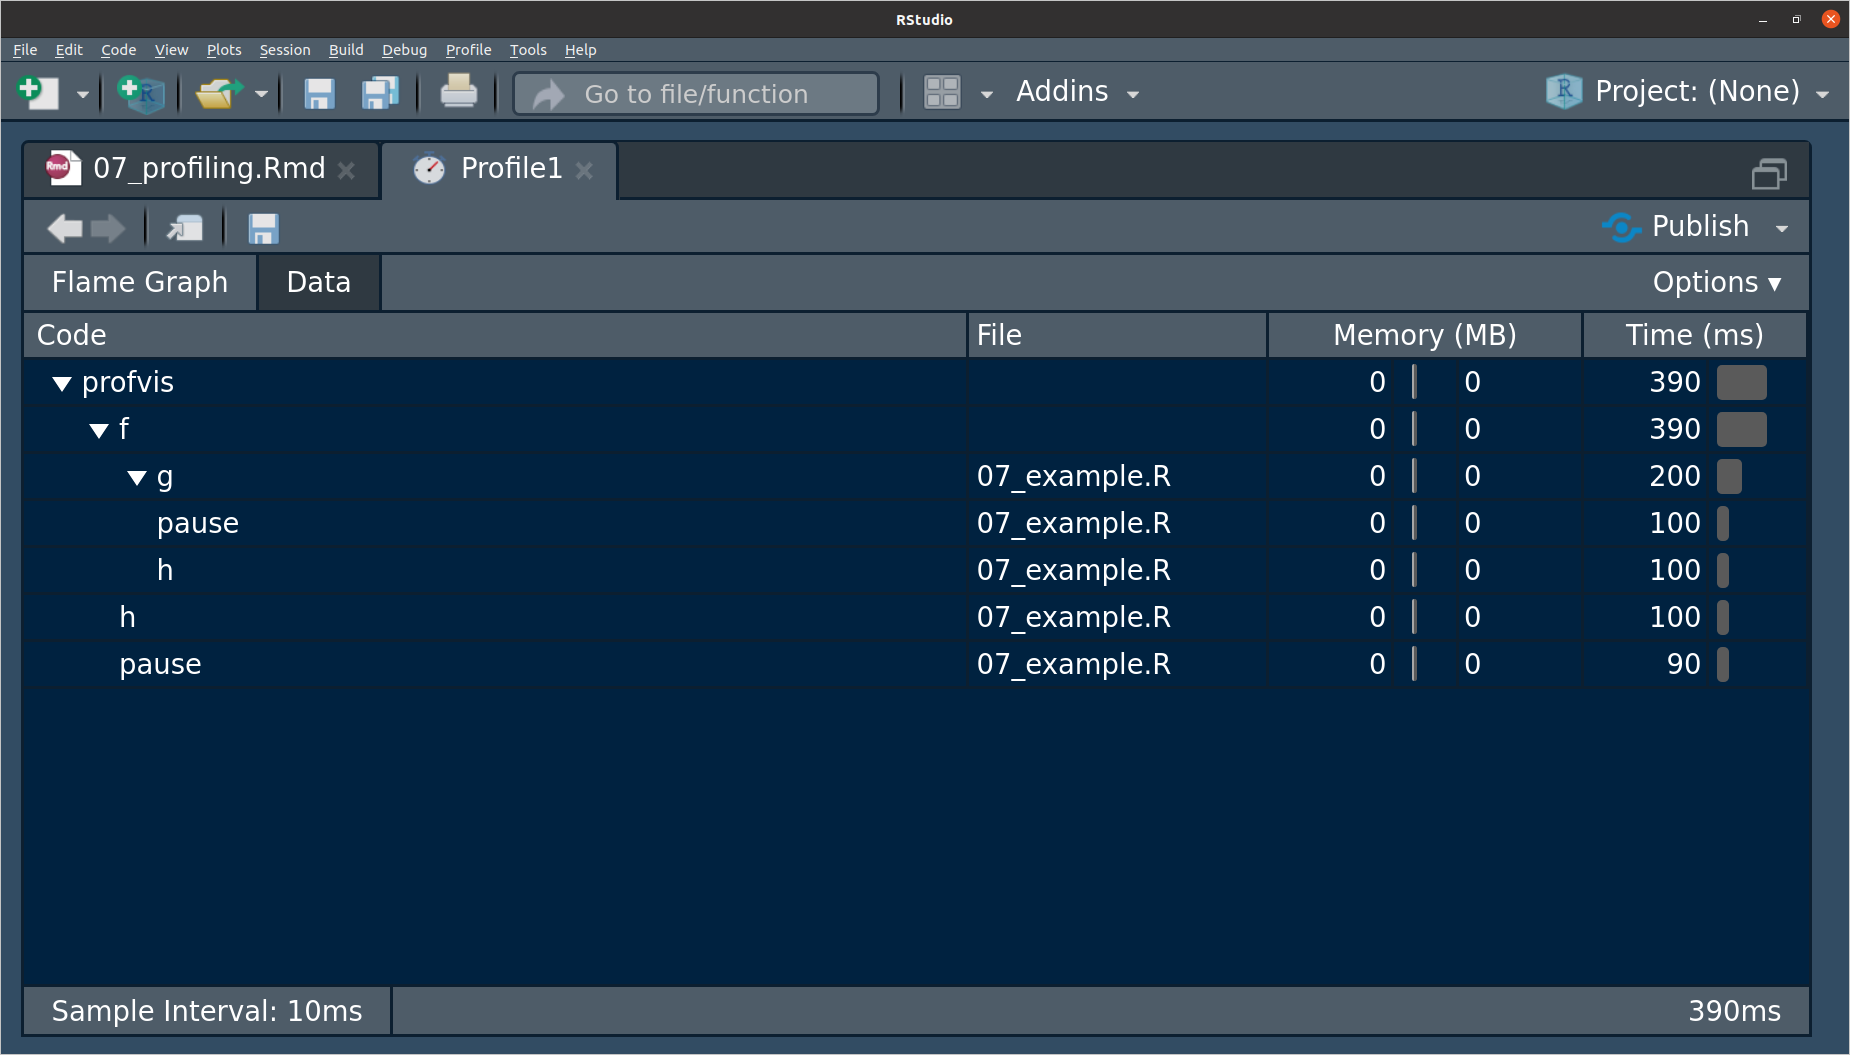 RStudio
File Edit Code View Plots Session Build Debug Profile Tools Help
R Go to file/function Addins R Project: (None)
Rmd 07_profiling.Rmd Profile1
Publish
Flame Graph Data Options ▼
Code File Memory (MB) Time (ms)
▼ profvis 0 0 390
▼ f 0 0 390
▼ g 07_example.R 0 0 200
pause 07_example.R 0 0 100
h 07_example.R 0 0 100
h 07_example.R 0 0 100
pause 07_example.R 0 0 90
Sample Interval: 10ms 390ms